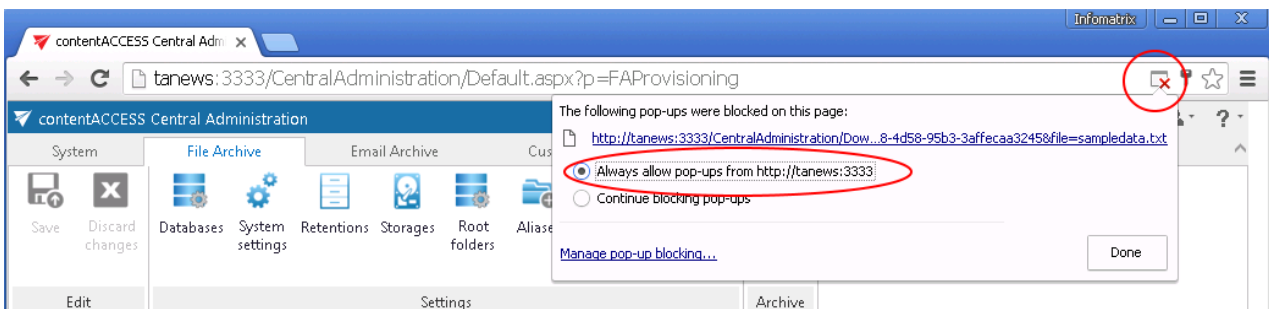 Infomatrix
contentACCESS Central Adm
tanews:3333/CentralAdministration/Default.aspx?p=FAProvisioning
The following pop-ups were blocked on this page:
http://tanews:3333/CentralAdministration/Dow...8-4d58-95b3-3affecaa3245&file=sampledata.txt
Always allow pop-ups from http://tanews:3333
Continue blocking pop-ups
Manage pop-up blocking...
Done
contentACCESS Central Administration
?
System File Archive Email Archive Cus
Save Discard changes Databases System settings Retentions Storages Root folders Aliase
Edit Settings Archive